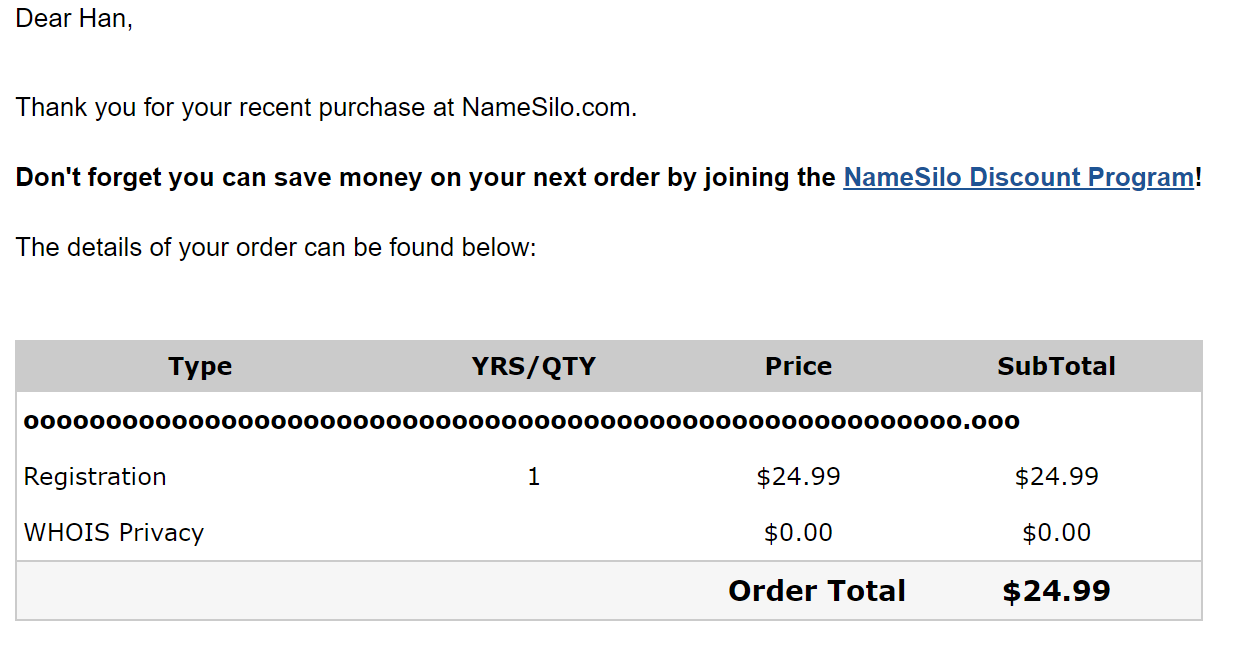 Dear Han,
Thank you for your recent purchase at NameSilo.com.
Don't forget you can save money on your next order by joining the NameSilo Discount Program!
The details of your order can be found below:
Type YRS/QTY Price SubTotal
ooooooooooooooooooooooooooooooooooooooooooooooooooooooooo.ooo
Registration 1 $24.99 $24.99
WHOIS Privacy $0.00 $0.00
Order Total $24.99